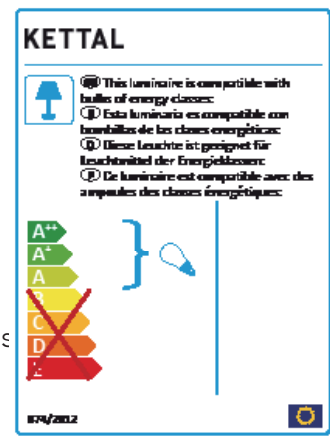 KETTAL
This luminaire is compatible with
bulbs of energy classes:
E Esta luminaria es compatible con
bombillas de las clases energéticas:
D Diese Leuchte ist geeignet für
Leuchtmittel der Energieklassen:
F Ce luminaire est compatible avec des
ampoules des classes énergétiques:
A++
A+
A
B
C
D
E
S
874/2012